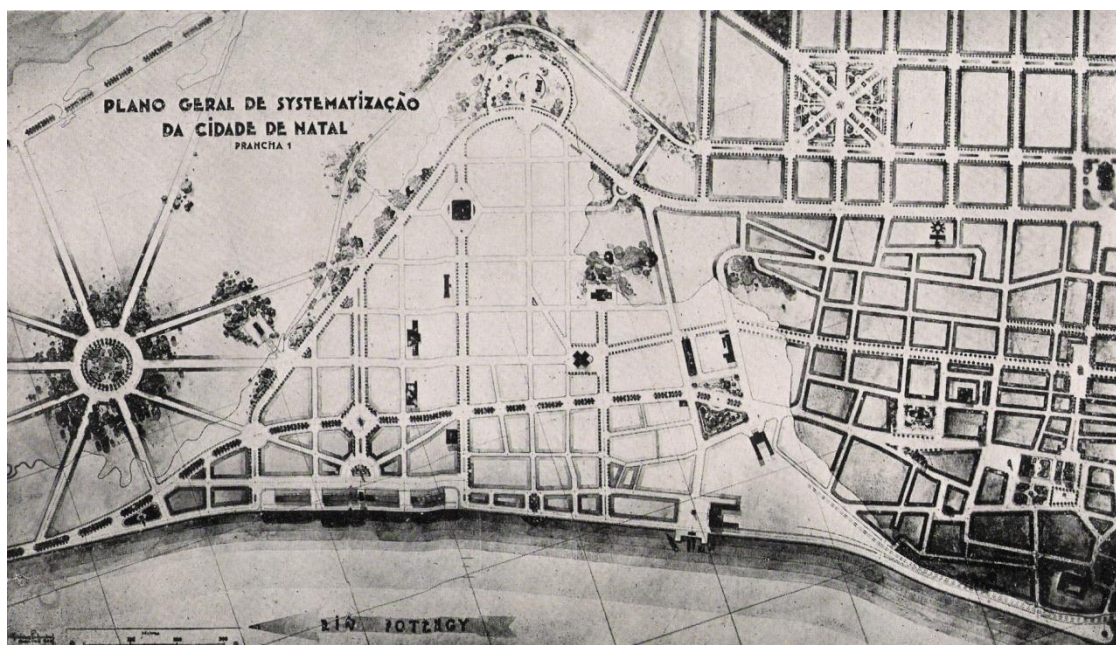 PLANO GERAL DE SYSTEMATIZAÇÃO
DA CIDADE DE NATAL
PRANCHA 1
RIO POTENGY